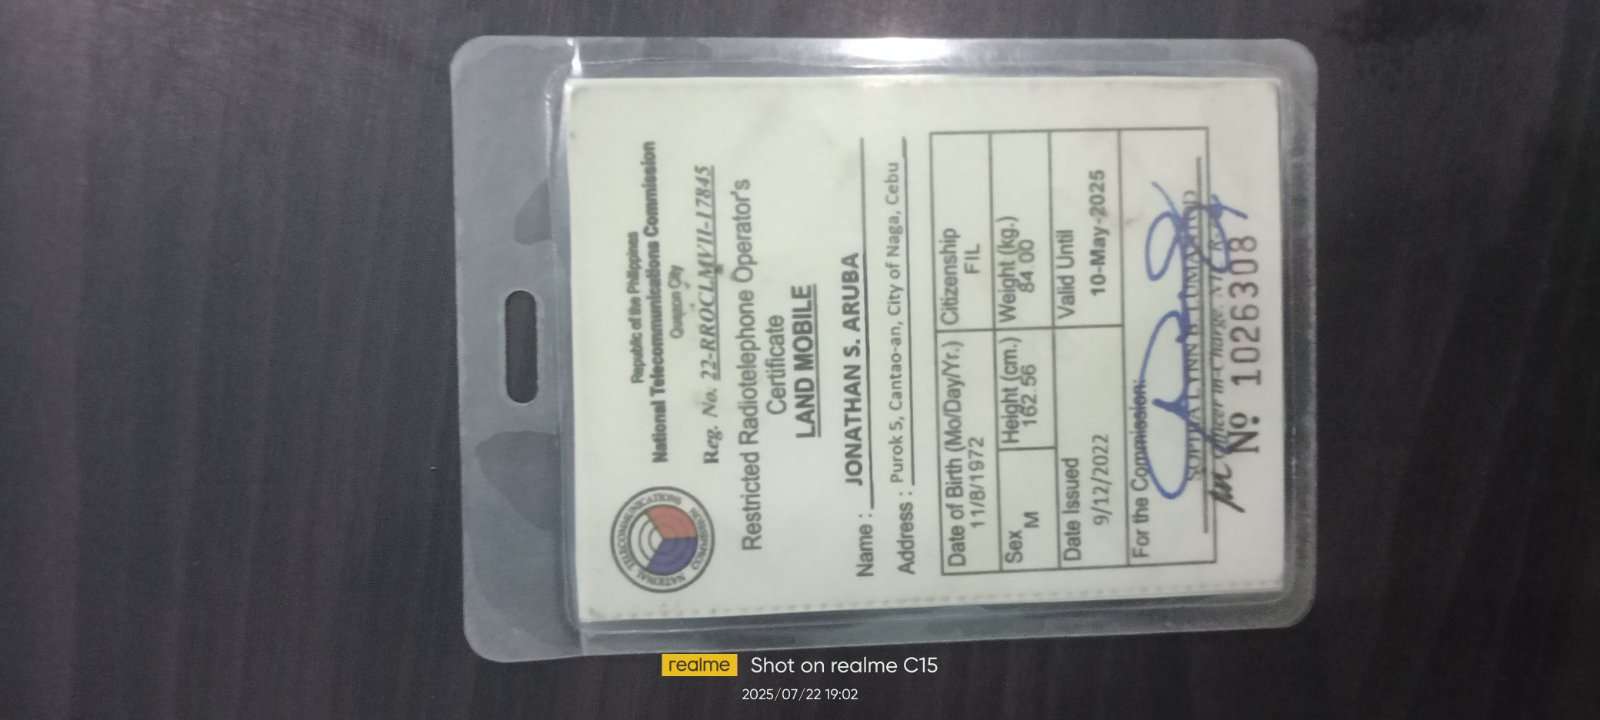 Republic of the Philippines
National Telecommunications Commission
Quezon City
Reg. No. 22-RROCLMVII-17845
NATIONAL TELECOMMUNICATIONS
Restricted Radiotelephone Operator's
Certificate
LAND MOBILE
Name : JONATHAN S. ARUBA
Address : Purok 5, Cantao-an, City of Naga, Cebu
Date of Birth (Mo/Day/Yr.) Citizenship
11/8/1972 FIL
Sex Height (cm.) Weight (kg.)
M 162.56 84 00
Date Issued Valid Until
9/12/2022 10-May-2025
For the Commission:
Officer in-Charge,
Nº 1026308
realme Shot on realme C15
2025/07/22 19:02